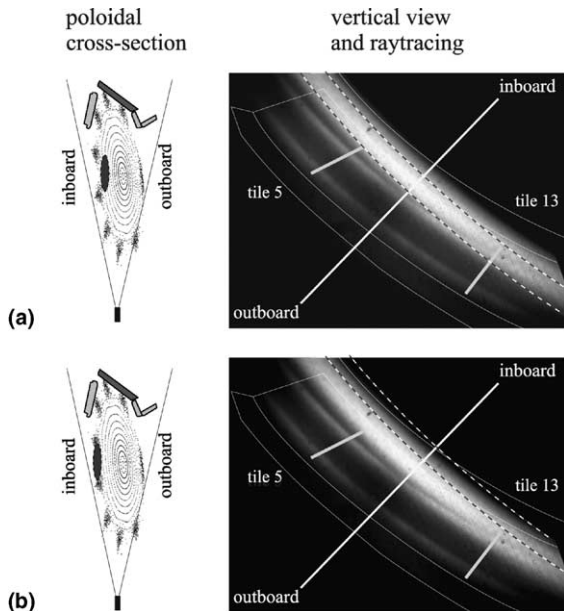 poloidal
cross-section
vertical view
and raytracing
inboard
outboard
inboard
tile 5
tile 13
outboard
(a)
inboard
outboard
inboard
tile 5
tile 13
outboard
(b)